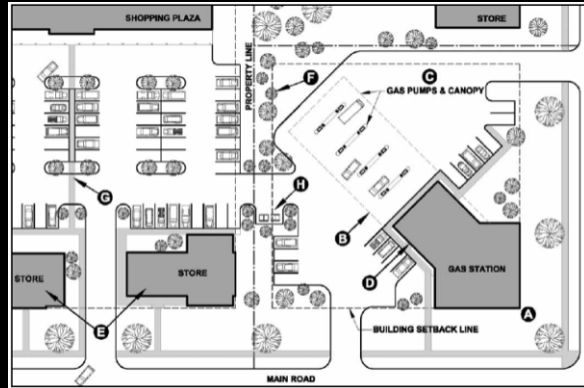 SHOPPING PLAZA
STORE
PROPERTY LINE
F
C
GAS PUMPS & CANOPY
H
G
B
D
STORE
STORE
GAS STATION
E
A
BUILDING SETBACK LINE
MAIN ROAD